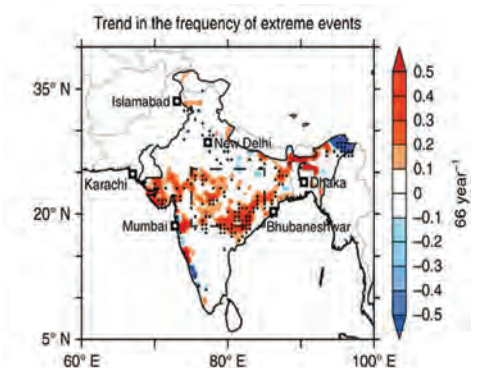 Trend in the frequency of extreme events
35° N
20° N
5° N
60° E
80° E
100° E
Islamabad
New Delhi
Karachi
Dhaka
Mumbai
Bhubaneshwar
0.5
0.4
0.3
0.2
0.1
0
–0.1
–0.2
–0.3
–0.4
–0.5
66 year⁻¹